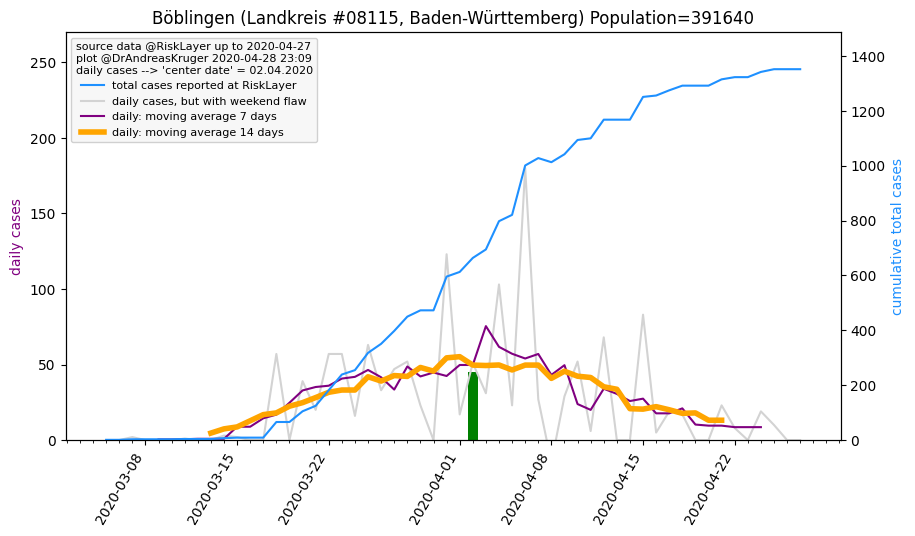 Böblingen (Landkreis #08115, Baden-Württemberg) Population=391640
source data @RiskLayer up to 2020-04-27
plot @DrAndreasKruger 2020-04-28 23:09
daily cases --> 'center date' = 02.04.2020
total cases reported at RiskLayer
daily cases, but with weekend flaw
daily: moving average 7 days
daily: moving average 14 days
daily cases
250
200
150
100
50
0
cumulative total cases
1400
1200
1000
800
600
400
200
0
2020-03-08
2020-03-15
2020-03-22
2020-04-01
2020-04-08
2020-04-15
2020-04-22